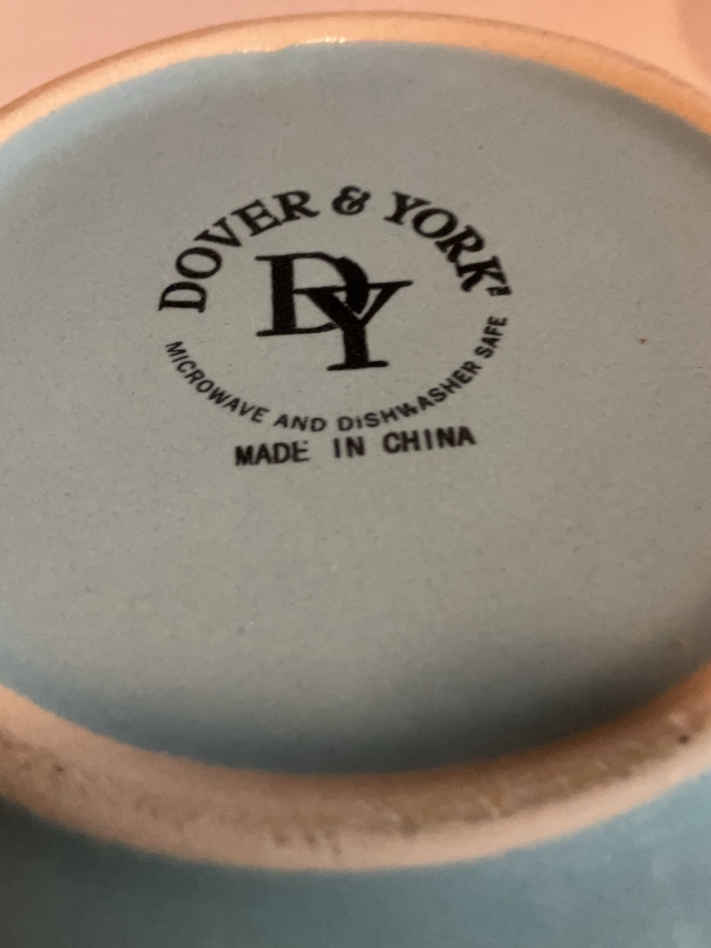 DOVER & YORK
DY
MICROWAVE AND DISHWASHER SAFE
MADE IN CHINA